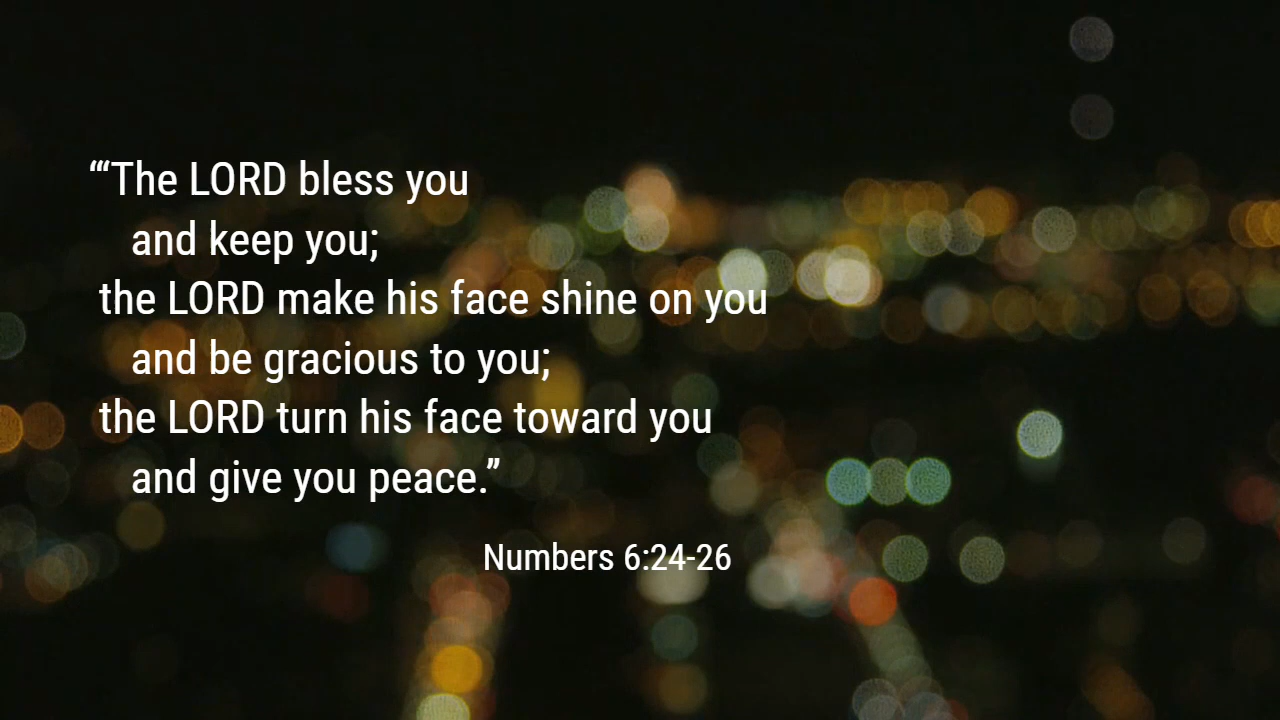 “‘The LORD bless you
and keep you;
the LORD make his face shine on you
and be gracious to you;
the LORD turn his face toward you
and give you peace.”
Numbers 6:24-26